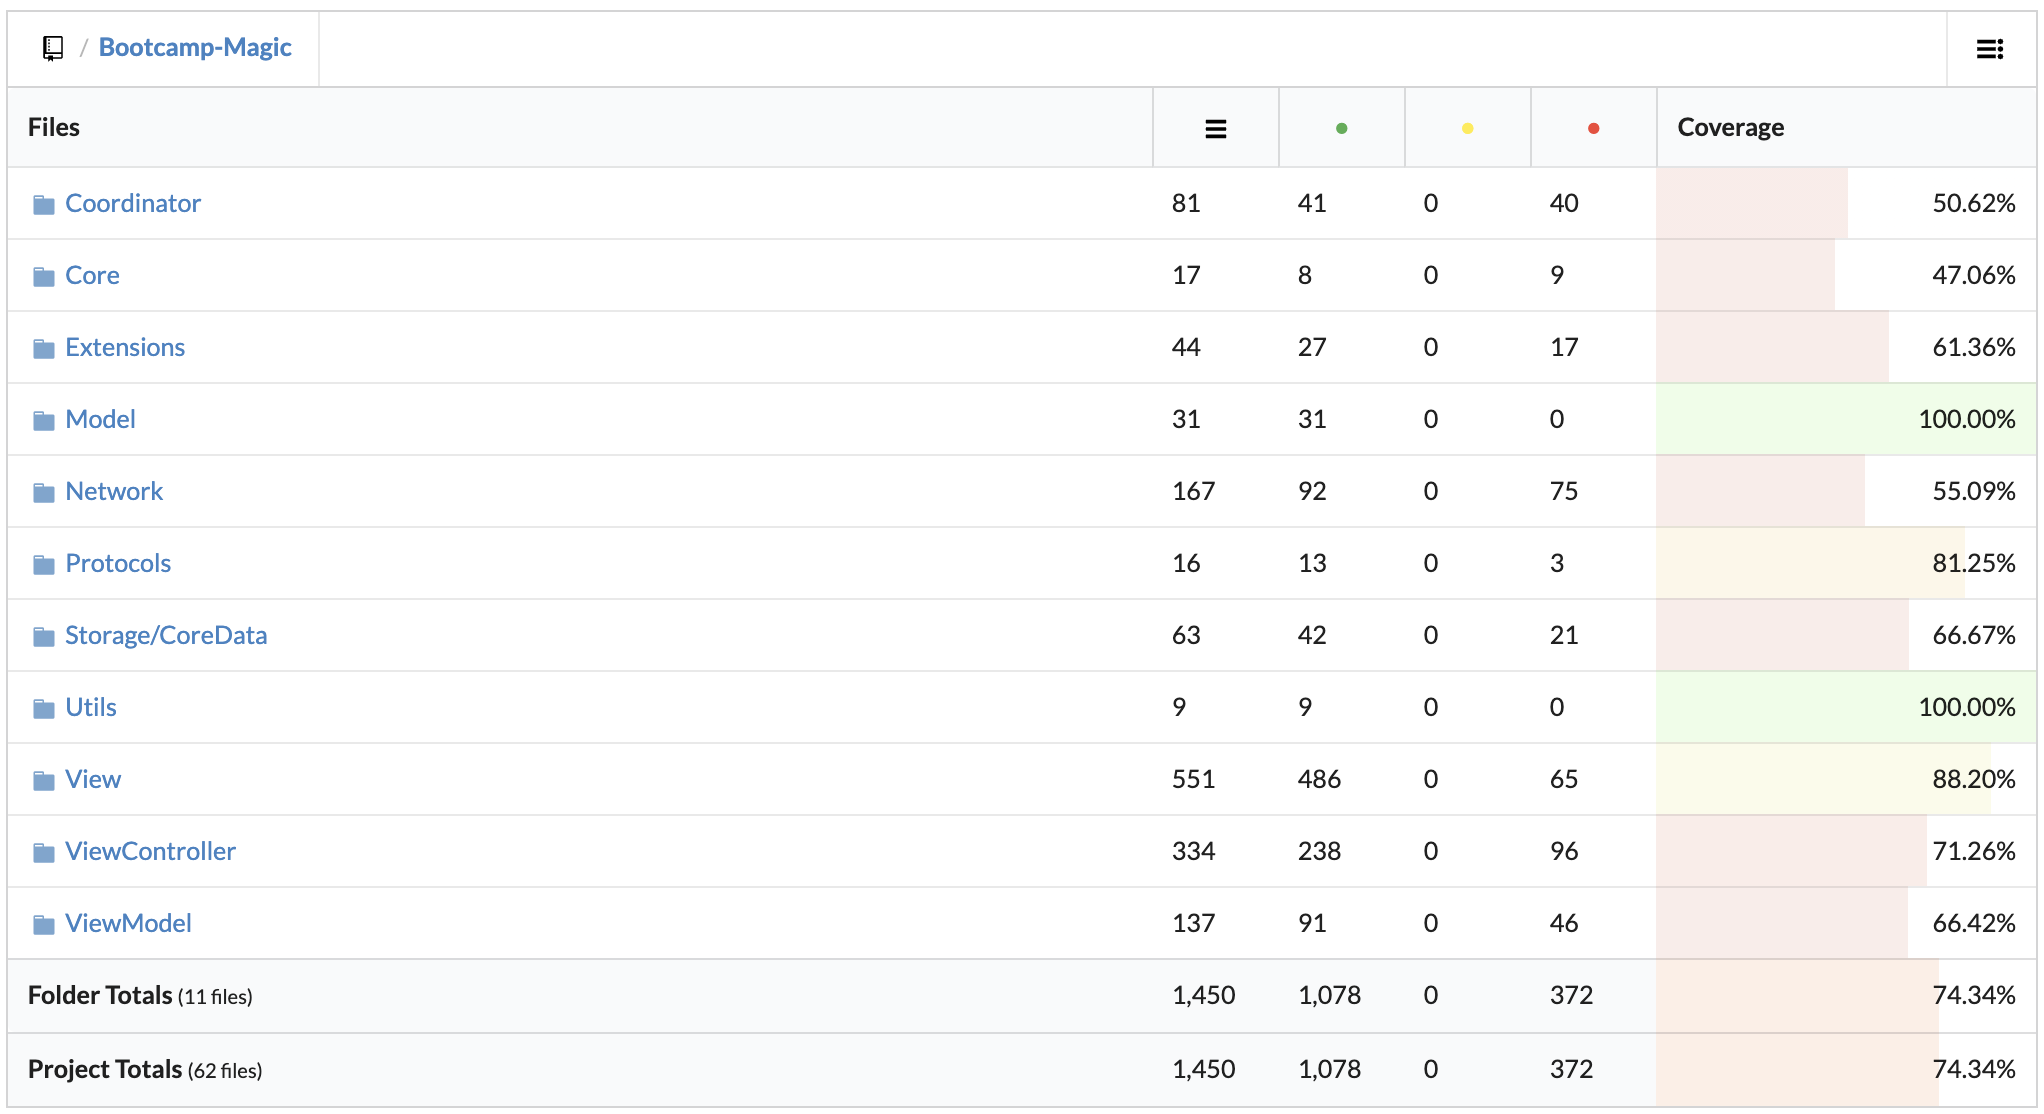 / Bootcamp-Magic
Files Coverage
Coordinator 81 41 0 40 50.62%
Core 17 8 0 9 47.06%
Extensions 44 27 0 17 61.36%
Model 31 31 0 0 100.00%
Network 167 92 0 75 55.09%
Protocols 16 13 0 3 81.25%
Storage/CoreData 63 42 0 21 66.67%
Utils 9 9 0 0 100.00%
View 551 486 0 65 88.20%
ViewController 334 238 0 96 71.26%
ViewModel 137 91 0 46 66.42%
Folder Totals (11 files) 1,450 1,078 0 372 74.34%
Project Totals (62 files) 1,450 1,078 0 372 74.34%